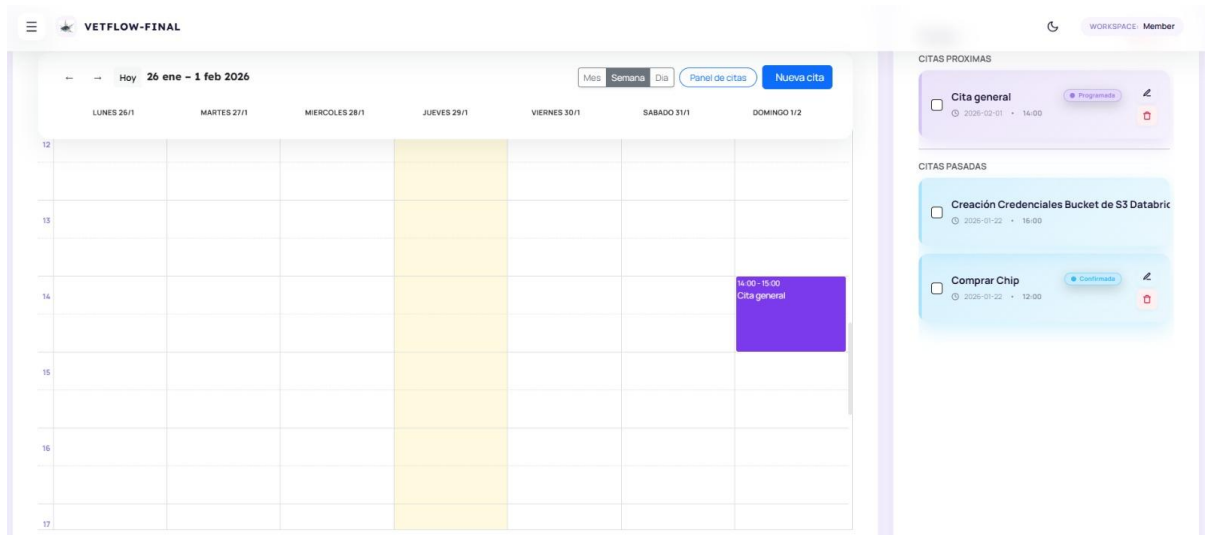 VETFLOW-FINAL
WORKSPACE: Member
← → Hoy 26 ene – 1 feb 2026
Mes Semana Dia Panel de citas Nueva cita
LUNES 26/1 MARTES 27/1 MIERCOLES 28/1 JUEVES 29/1 VIERNES 30/1 SABADO 31/1 DOMINGO 1/2
12
13
14
14:00 - 15:00
Cita general
15
16
17
CITAS PROXIMAS
Cita general Programada
2026-02-01 • 14:00
CITAS PASADAS
Creación Credenciales Bucket de S3 Databric
2026-01-22 • 16:00
Comprar Chip Confirmada
2026-01-22 • 12:00